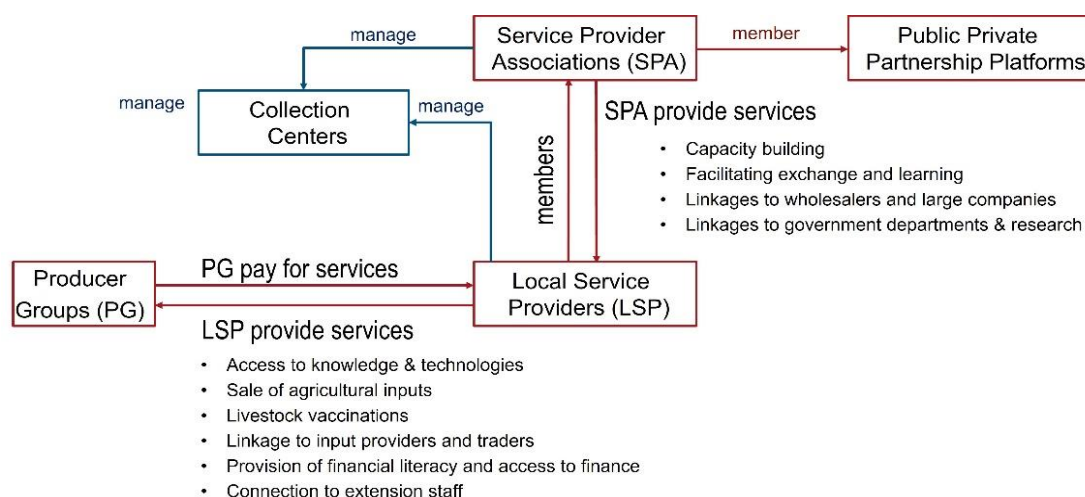 manage
Service Provider
Associations (SPA)
member
Public Private
Partnership Platforms
manage
Collection
Centers
manage
SPA provide services
• Capacity building
• Facilitating exchange and learning
• Linkages to wholesalers and large companies
• Linkages to government departments & research
members
Producer
Groups (PG)
PG pay for services
Local Service
Providers (LSP)
LSP provide services
• Access to knowledge & technologies
• Sale of agricultural inputs
• Livestock vaccinations
• Linkage to input providers and traders
• Provision of financial literacy and access to finance
• Connection to extension staff